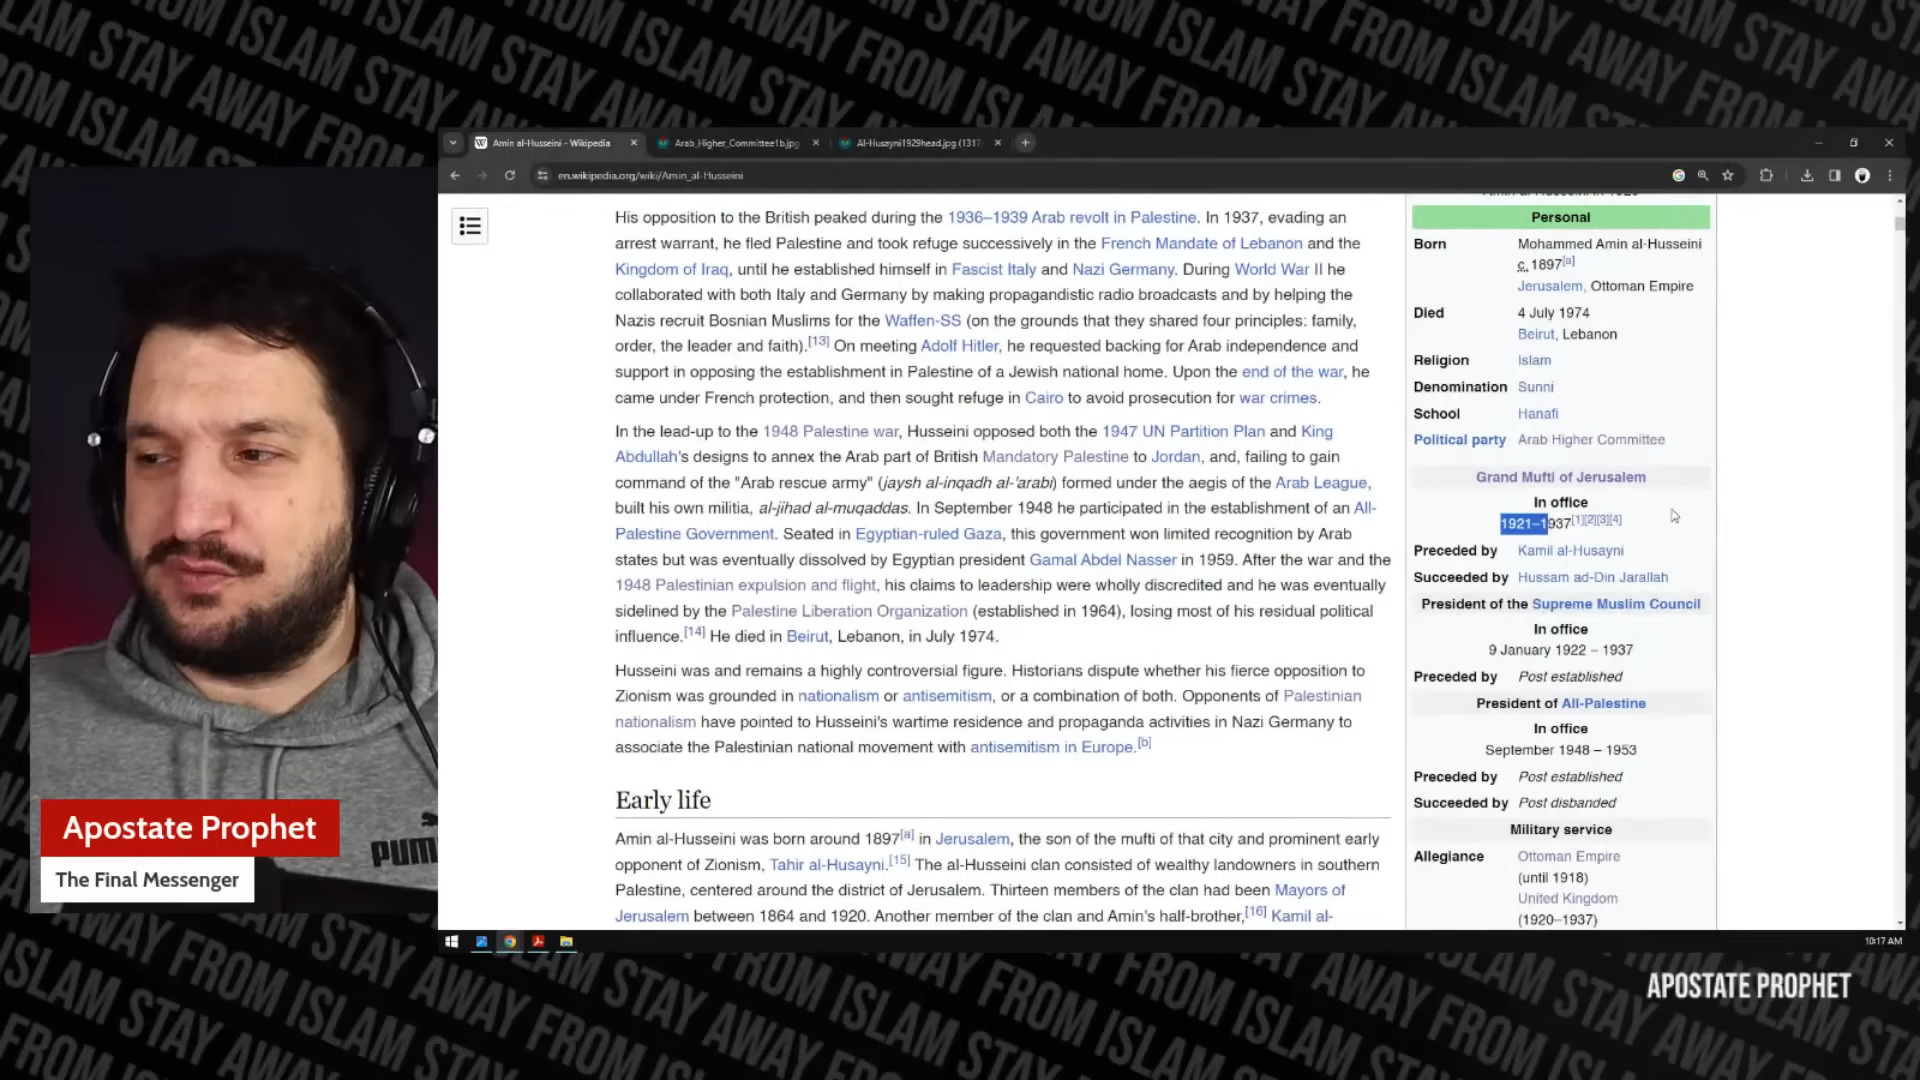 FROM ISLAM STAY AWAY FROM ISLAM STAY AWAY FROM ISLAM STAY AWAY
Amin al-Husseini - Wikipedia
Arab_Higher_Committee1b.jpg
Al-Husayni1929head.jpg (1317
en.wikipedia.org/wiki/Amin_al-Husseini
His opposition to the British peaked during the 1936–1939 Arab revolt in Palestine. In 1937, evading an
arrest warrant, he fled Palestine and took refuge successively in the French Mandate of Lebanon and the
Kingdom of Iraq, until he established himself in Fascist Italy and Nazi Germany. During World War II he
collaborated with both Italy and Germany by making propagandistic radio broadcasts and by helping the
Nazis recruit Bosnian Muslims for the Waffen-SS (on the grounds that they shared four principles: family,
order, the leader and faith).[13] On meeting Adolf Hitler, he requested backing for Arab independence and
support in opposing the establishment in Palestine of a Jewish national home. Upon the end of the war, he
came under French protection, and then sought refuge in Cairo to avoid prosecution for war crimes.
In the lead-up to the 1948 Palestine war, Husseini opposed both the 1947 UN Partition Plan and King
Abdullah's designs to annex the Arab part of British Mandatory Palestine to Jordan, and, failing to gain
command of the "Arab rescue army" (jaysh al-inqadh al-'arabi) formed under the aegis of the Arab League,
built his own militia, al-jihad al-muqaddas. In September 1948 he participated in the establishment of an All-
Palestine Government. Seated in Egyptian-ruled Gaza, this government won limited recognition by Arab
states but was eventually dissolved by Egyptian president Gamal Abdel Nasser in 1959. After the war and the
1948 Palestinian expulsion and flight, his claims to leadership were wholly discredited and he was eventually
sidelined by the Palestine Liberation Organization (established in 1964), losing most of his residual political
influence.[14] He died in Beirut, Lebanon, in July 1974.
Husseini was and remains a highly controversial figure. Historians dispute whether his fierce opposition to
Zionism was grounded in nationalism or antisemitism, or a combination of both. Opponents of Palestinian
nationalism have pointed to Husseini's wartime residence and propaganda activities in Nazi Germany to
associate the Palestinian national movement with antisemitism in Europe.[b]
Early life
Amin al-Husseini was born around 1897[a] in Jerusalem, the son of the mufti of that city and prominent early
opponent of Zionism, Tahir al-Husayni.[15] The al-Husseini clan consisted of wealthy landowners in southern
Palestine, centered around the district of Jerusalem. Thirteen members of the clan had been Mayors of
Jerusalem between 1864 and 1920. Another member of the clan and Amin's half-brother,[16] Kamil al-
Personal
Born Mohammed Amin al-Husseini
c. 1897[a]
Jerusalem, Ottoman Empire
Died 4 July 1974
Beirut, Lebanon
Religion Islam
Denomination Sunni
School Hanafi
Political party Arab Higher Committee
Grand Mufti of Jerusalem
In office
1921–1937[1][2][3][4]
Preceded by Kamil al-Husayni
Succeeded by Hussam ad-Din Jarallah
President of the Supreme Muslim Council
In office
9 January 1922 – 1937
Preceded by Post established
President of All-Palestine
In office
September 1948 – 1953
Preceded by Post established
Succeeded by Post disbanded
Military service
Allegiance Ottoman Empire
(until 1918)
United Kingdom
(1920–1937)
10:17 AM
PUMA
Apostate Prophet
The Final Messenger
APOSTATE PROPHET